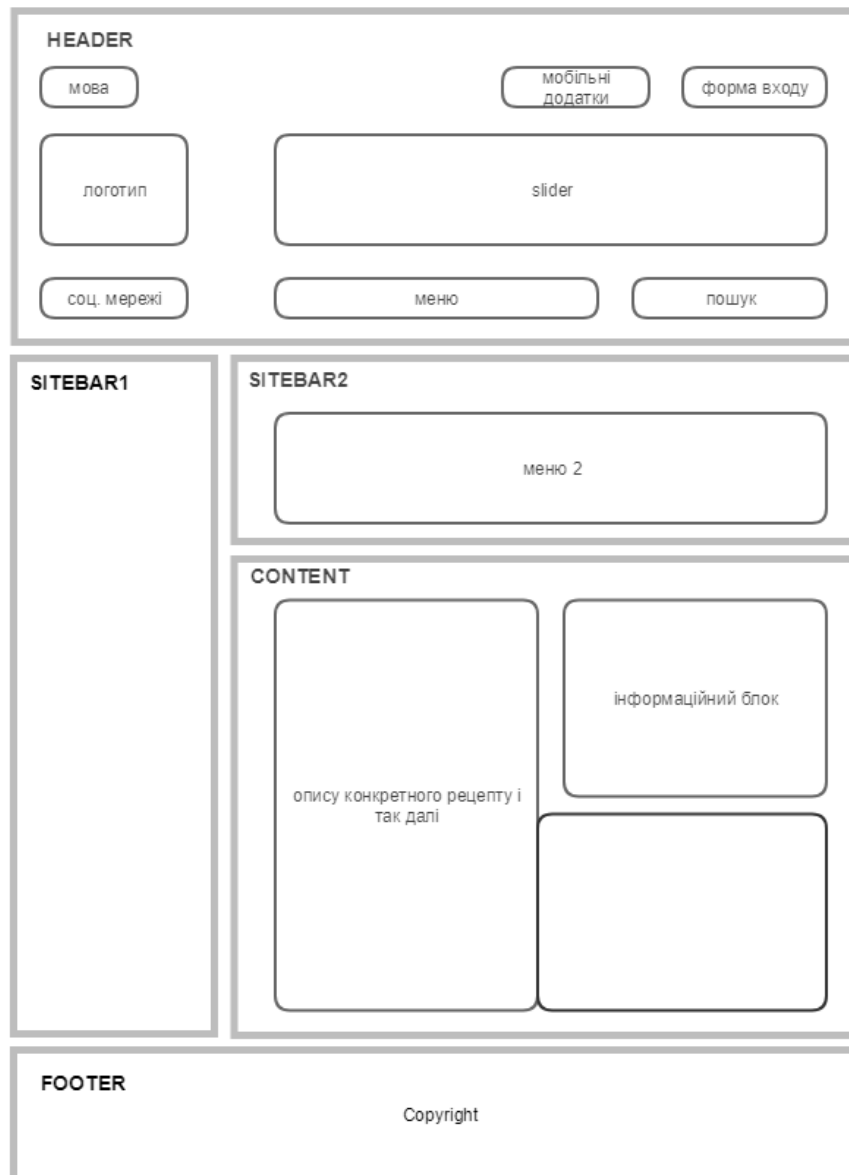 HEADER
мова
мобільні
додатки
форма входу
логотип
slider
соц. мережі
меню
пошук
SITEBAR1
SITEBAR2
меню 2
CONTENT
опису конкретного рецепту і
так далі
інформаційний блок
FOOTER
Copyright